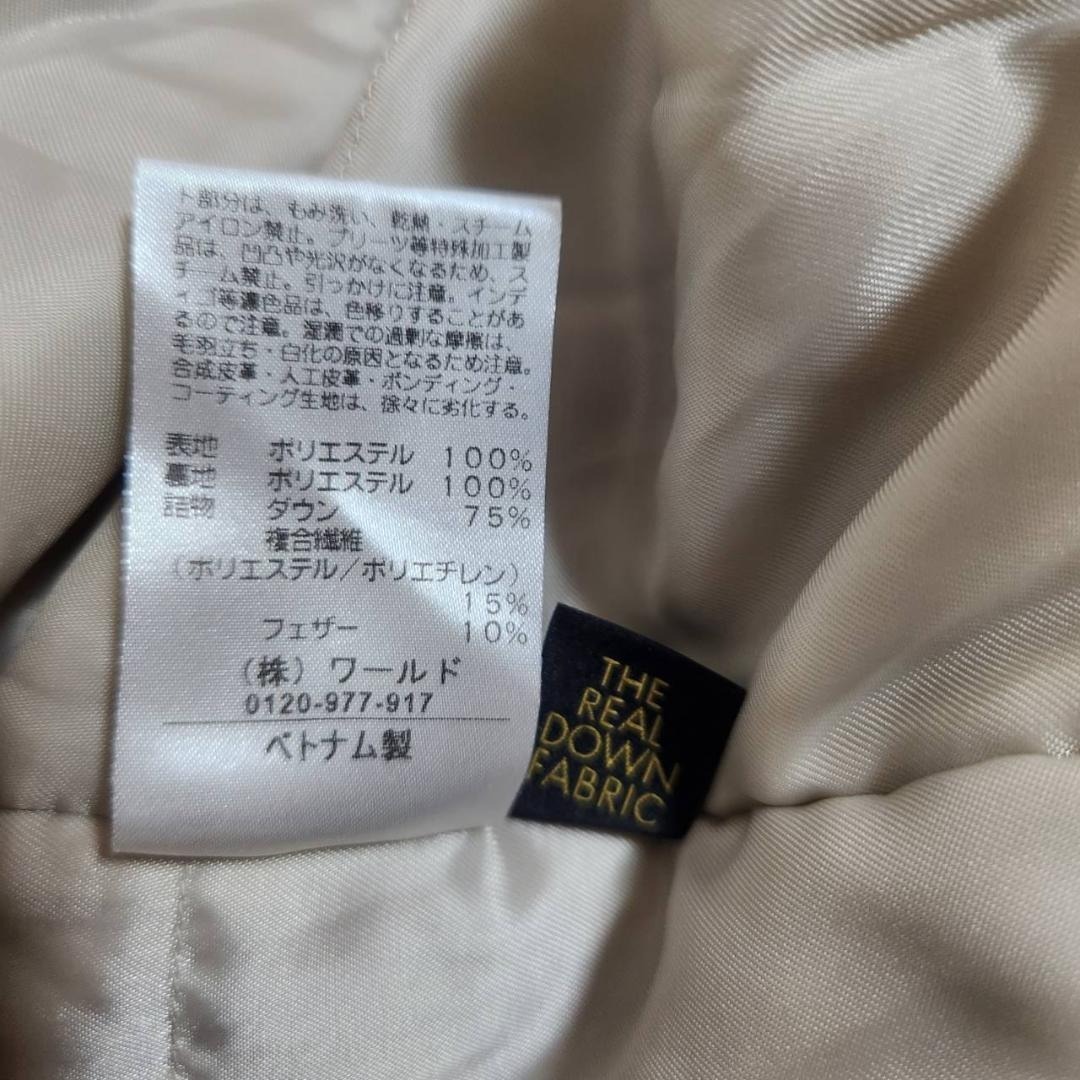 ト部分は、もみ洗い、乾燥・スチーム
アイロン禁止。プリーツ等特殊加工製
品は、凹凸や光沢がなくなるため、ス
チーム禁止。引っかけに注意。インデ
ィゴ等濃色品は、色移りすることがあ
るので注意。湿潤での過剰な摩擦は、
毛羽立ち・白化の原因となるため注意。
合成皮革・人工皮革・ボンディング・
コーティング生地は、徐々に劣化する。
表地 ポリエステル 100%
裏地 ポリエステル 100%
詰物 ダウン 75%
複合繊維
(ポリエステル/ポリエチレン)
15%
フェザー 10%
(株)ワールド
0120-977-917
ベトナム製
THE
REAL
DOWN
FABRIC